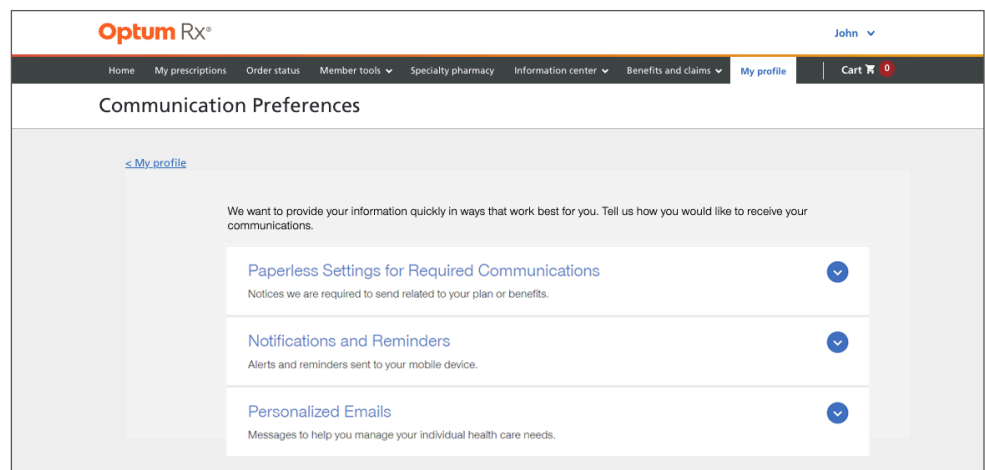 Optum Rx®
John
Home My prescriptions Order status Member tools Specialty pharmacy Information center Benefits and claims My profile Cart 0
Communication Preferences
< My profile
We want to provide your information quickly in ways that work best for you. Tell us how you would like to receive your
communications.
Paperless Settings for Required Communications
Notices we are required to send related to your plan or benefits.
Notifications and Reminders
Alerts and reminders sent to your mobile device.
Personalized Emails
Messages to help you manage your individual health care needs.